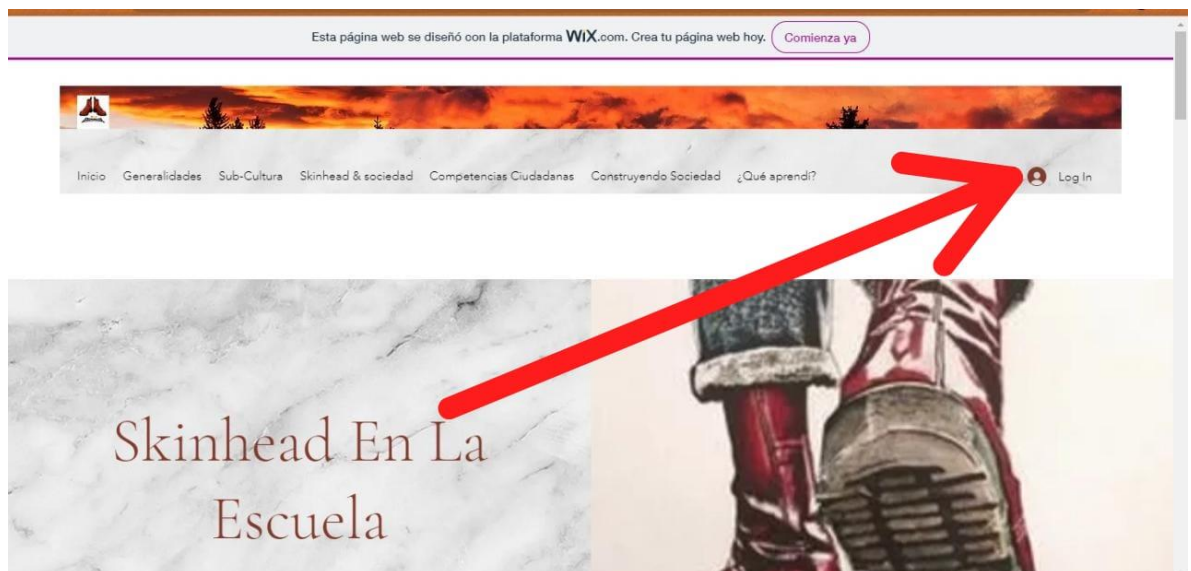 Esta página web se diseñó con la plataforma WiX.com. Crea tu página web hoy. Comienza ya
Inicio Generalidades Sub-Cultura Skinhead & sociedad Competencias Ciudadanas Construyendo Sociedad ¿Qué aprendi? Log In
Skinhead En La
Escuela